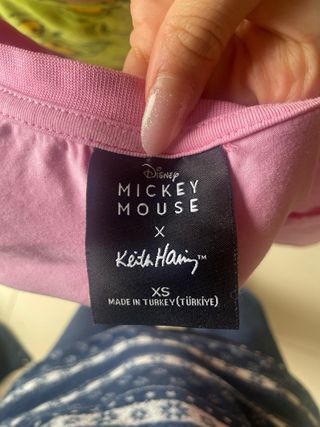 Disney
MICKEY
MOUSE
X
Keith Haring™
XS
MADE IN TURKEY(TÜRKİYE)